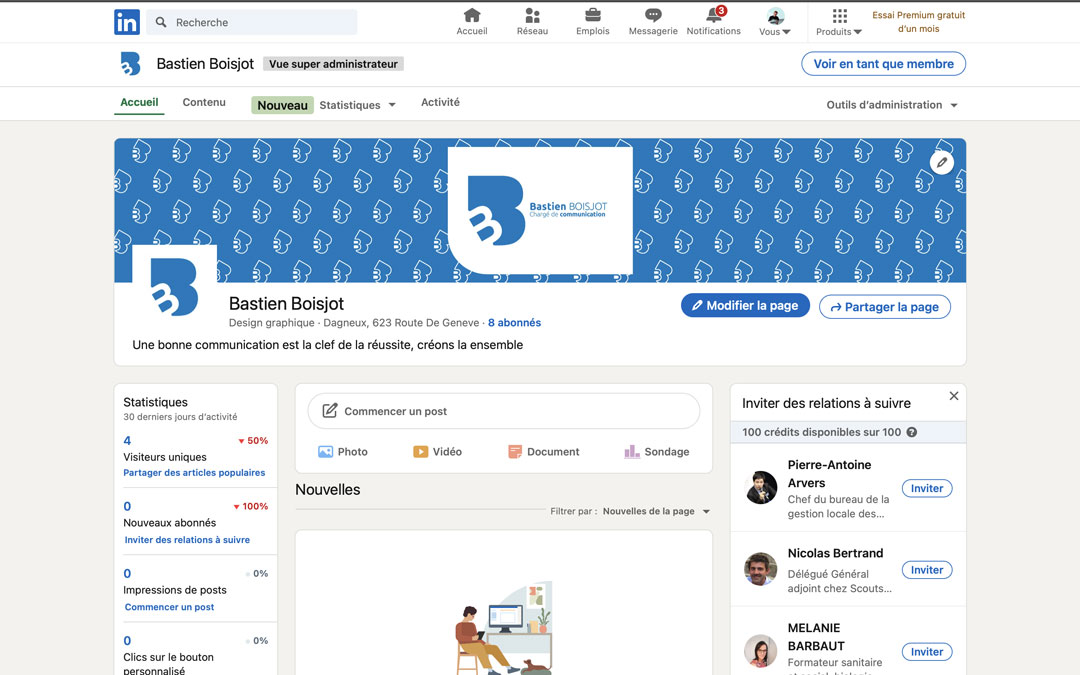 in
Recherche
Accueil
Réseau
Emplois
Messagerie
3
Notifications
Vous
Produits
Essai Premium gratuit
d'un mois
Bastien Boisjot
Vue super administrateur
Voir en tant que membre
Accueil
Contenu
Nouveau
Statistiques
Activité
Outils d'administration
Bastien BOISJOT
Chargé de communication
Bastien Boisjot
Design graphique · Dagneux, 623 Route De Geneve · 8 abonnés
Modifier la page
Partager la page
Une bonne communication est la clef de la réussite, créons la ensemble
Statistiques
30 derniers jours d'activité
4
50%
Visiteurs uniques
Partager des articles populaires
0
100%
Nouveaux abonnés
Inviter des relations à suivre
0
0%
Impressions de posts
Commencer un post
0
0%
Clics sur le bouton
personnalisé
Commencer un post
Photo
Vidéo
Document
Sondage
Nouvelles
Filtrer par : Nouvelles de la page
Inviter des relations à suivre
100 crédits disponibles sur 100 ?
Pierre-Antoine
Arvers
Chef du bureau de la
gestion locale des...
Inviter
Nicolas Bertrand
Délégué Général
adjoint chez Scouts...
Inviter
MELANIE
BARBAUT
Formateur sanitaire
Inviter